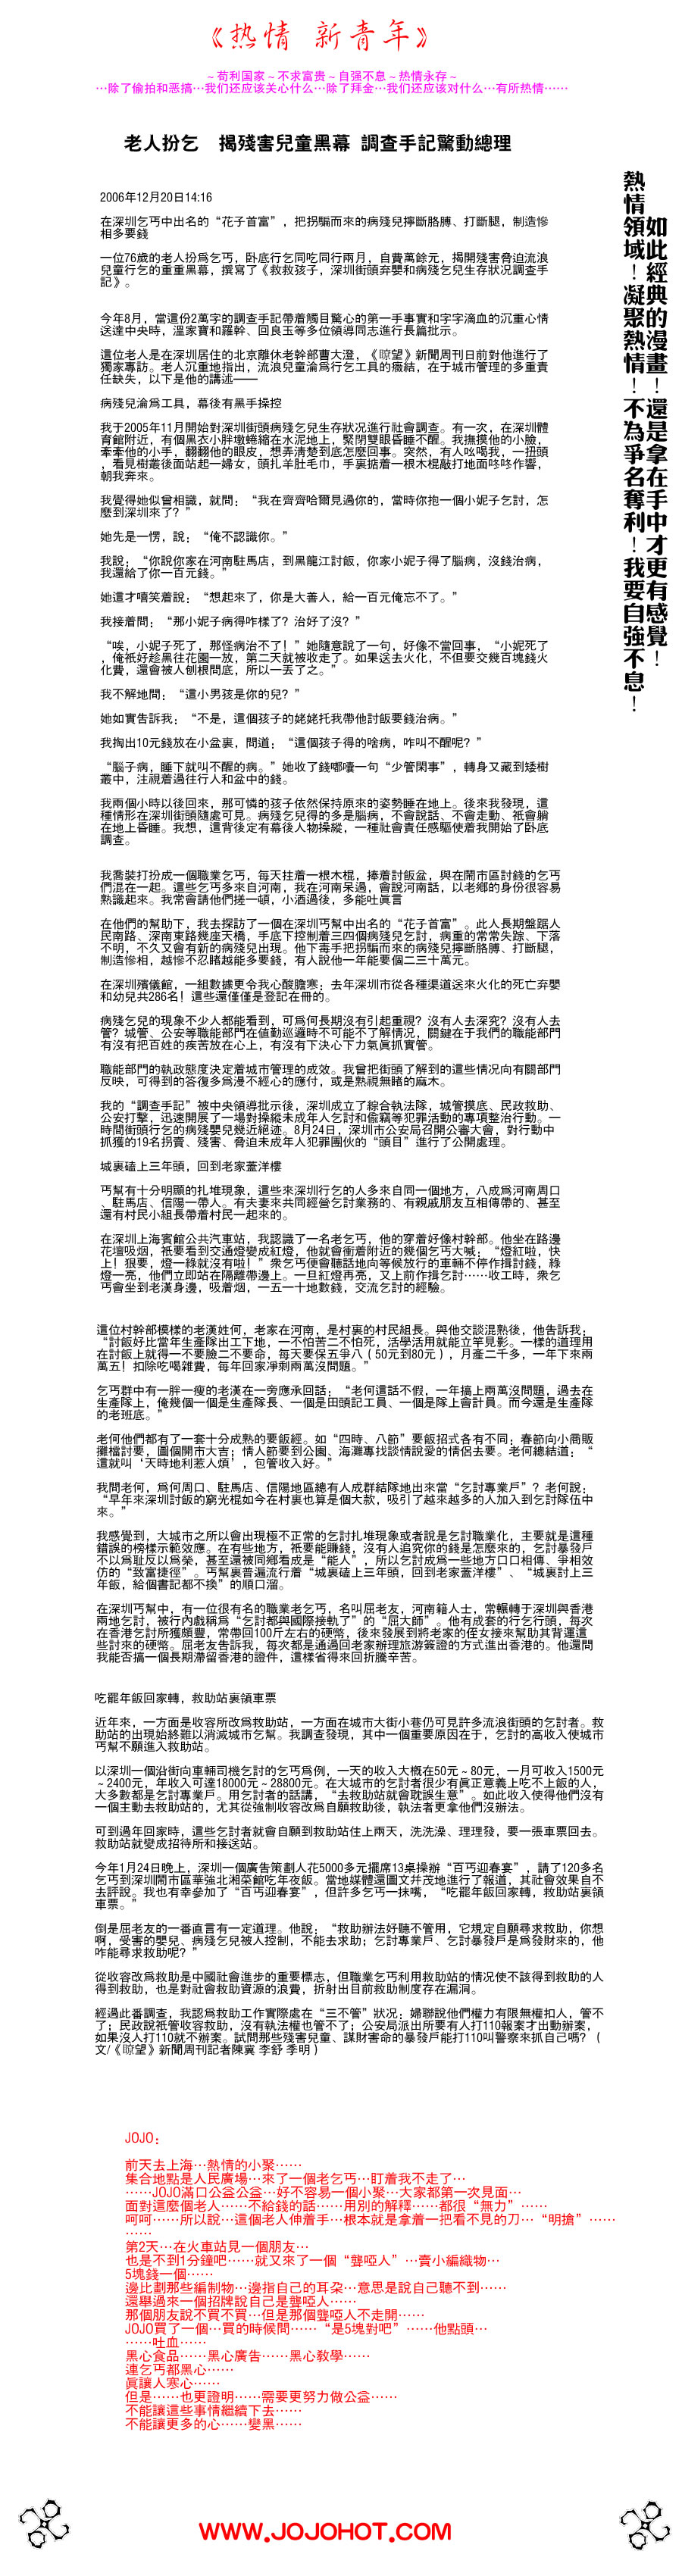 《热情 新青年》
～苟利国家～不求富贵～自强不息～热情永存～
…除了偷拍和恶搞…我们还应该关心什么…除了拜金…我们还应该对什么…有所热情……
老人扮乞　揭殘害兒童黑幕 調查手記驚動總理
如此經典的漫畫！還是拿在手中才更有感覺！
熱情領域！凝聚熱情！不為爭名奪利！我要自強不息！
2006年12月20日14:16
在深圳乞丐中出名的“花子首富”，把拐騙而來的病殘兒擰斷胳膊、打斷腿，制造慘
相多要錢
一位76歲的老人扮爲乞丐，卧底行乞同吃同行兩月，自費萬餘元，揭開殘害脅迫流浪
兒童行乞的重重黑幕，撰寫了《救救孩子，深圳街頭弃嬰和病殘乞兒生存狀况調查手
記》。
今年8月，當這份2萬字的調查手記帶着觸目驚心的第一手事實和字字滴血的沉重心情
送達中央時，溫家寶和羅幹、回良玉等多位領導同志進行長篇批示。
這位老人是在深圳居住的北京離休老幹部曹大澄，《瞭望》新聞周刊日前對他進行了
獨家專訪。老人沉重地指出，流浪兒童淪爲行乞工具的癥結，在于城市管理的多重責
任缺失，以下是他的講述——
病殘兒淪爲工具，幕後有黑手操控
我于2005年11月開始對深圳街頭病殘乞兒生存狀况進行社會調查。有一次，在深圳體
育館附近，有個黑衣小胖墩蜷縮在水泥地上，緊閉雙眼昏睡不醒。我撫摸他的小臉，
牽牽他的小手，翻翻他的眼皮，想弄清楚到底怎麼回事。突然，有人吆喝我，一扭頭
，看見樹叢後面站起一婦女，頭扎羊肚毛巾，手裏掂着一根木棍敲打地面咚咚作響，
朝我奔來。
我覺得她似曾相識，就問：“我在齊齊哈爾見過你的，當時你抱一個小妮子乞討，怎
麼到深圳來了？”
她先是一愣，說：“俺不認識你。”
我說：“你說你家在河南駐馬店，到黑龍江討飯，你家小妮子得了腦病，沒錢治病，
我還給了你一百元錢。”
她這才嘻笑着說：“想起來了，你是大善人，給一百元俺忘不了。”
我接着問：“那小妮子病得咋樣了？治好了沒？”
“唉，小妮子死了，那怪病治不了！”她隨意說了一句，好像不當回事，“小妮死了
，俺衹好趁黑往花園一放，第二天就被收走了。如果送去火化，不但要交幾百塊錢火
化費，還會被人刨根問底，所以一丟了之。”
我不解地問：“這小男孩是你的兒？”
她如實告訴我：“不是，這個孩子的姥姥托我帶他討飯要錢治病。”
我掏出10元錢放在小盆裏，問道：“這個孩子得的啥病，咋叫不醒呢？”
“腦子病，睡下就叫不醒的病。”她收了錢嘟囔一句“少管閑事”，轉身又藏到矮樹
叢中，注視着過往行人和盆中的錢。
我兩個小時以後回來，那可憐的孩子依然保持原來的姿勢睡在地上。後來我發現，這
種情形在深圳街頭隨處可見。病殘乞兒得的多是腦病，不會說話、不會走動、衹會躺
在地上昏睡。我想，這背後定有幕後人物操縱，一種社會責任感驅使着我開始了卧底
調查。
我喬裝打扮成一個職業乞丐，每天拄着一根木棍，捧着討飯盆，與在鬧市區討錢的乞丐
們混在一起。這些乞丐多來自河南，我在河南呆過，會說河南話，以老鄉的身份很容易
熟識起來。我常會請他們搓一頓，小酒過後，多能吐眞言
在他們的幫助下，我去探訪了一個在深圳丐幫中出名的“花子首富”。此人長期盤踞人
民南路、深南東路幾座天橋，手底下控制着三四個病殘兒乞討，病重的常常失踪、下落
不明，不久又會有新的病殘兒出現。他下毒手把拐騙而來的病殘兒擰斷胳膊、打斷腿，
制造慘相，越慘不忍睹越能多要錢，有人說他一年能要個二三十萬元。
在深圳殯儀館，一組數據更令我心酸膽寒：去年深圳市從各種渠道送來火化的死亡弃嬰
和幼兒共286名！這些還僅僅是登記在冊的。
病殘乞兒的現象不少人都能看到，可爲何長期沒有引起重視？沒有人去深究？沒有人去
管？城管、公安等職能部門在値勤巡邏時不可能不了解情况，關鍵在于我們的職能部門
有沒有把百姓的疾苦放在心上，有沒有下決心下力氣眞抓實管。
職能部門的執政態度決定着城市管理的成效。我曾把街頭了解到的這些情况向有關部門
反映，可得到的答復多爲漫不經心的應付，或是熟視無睹的麻木。
我的“調查手記”被中央領導批示後，深圳成立了綜合執法隊，城管摸底、民政救助、
公安打擊，迅速開展了一場對操縱未成年人乞討和偷竊等犯罪活動的專項整治行動。一
時間街頭行乞的病殘嬰兒幾近絕迹。8月24日，深圳市公安局召開公審大會，對行動中
抓獲的19名拐賣、殘害、脅迫未成年人犯罪團伙的“頭目”進行了公開處理。
城裏磕上三年頭，回到老家蓋洋樓
丐幫有十分明顯的扎堆現象，這些來深圳行乞的人多來自同一個地方，八成爲河南周口
、駐馬店、信陽一帶人。有夫妻來共同經營乞討業務的、有親戚朋友互相傳帶的、甚至
還有村民小組長帶着村民一起來的。
在深圳上海賓館公共汽車站，我認識了一名老乞丐，他的穿着好像村幹部。他坐在路邊
花壇吸烟，衹要看到交通燈變成紅燈，他就會衝着附近的幾個乞丐大喊：“燈紅啦，快
上！狠要，燈一綠就沒有啦！”衆乞丐便會聽話地向等候放行的車輛不停作揖討錢，綠
燈一亮，他們立即站在隔離帶邊上。一旦紅燈再亮，又上前作揖乞討……收工時，衆乞
丐會坐到老漢身邊，吸着烟，一五一十地數錢，交流乞討的經驗。
這位村幹部模樣的老漢姓何，老家在河南，是村裏的村民組長。與他交談混熟後，他告訴我：
“討飯好比當年生產隊出工下地，一不怕苦二不怕死，活學活用就能立竿見影。一樣的道理用
在討飯上就得一不要臉二不要命，每天要保五爭八（50元到80元），月產二千多，一年下來兩
萬五！扣除吃喝雜費，每年回家凈剩兩萬沒問題。”
乞丐群中有一胖一瘦的老漢在一旁應承回話：“老何這話不假，一年搞上兩萬沒問題，過去在
生產隊上，俺幾個一個是生產隊長、一個是田頭記工員、一個是隊上會計員。而今還是生產隊
的老班底。”
老何他們都有了一套十分成熟的要飯經。如“四時、八節”要飯招式各有不同：春節向小商販
攤檔討要，圖個開市大吉；情人節要到公園、海灘專找談情說愛的情侶去要。老何總結道：“
這就叫‘天時地利惹人煩’，包管收入好。”
我問老何，爲何周口、駐馬店、信陽地區總有人成群結隊地出來當“乞討專業戶”？老何說：
“早年來深圳討飯的窮光棍如今在村裏也算是個大款，吸引了越來越多的人加入到乞討隊伍中
來。”
我感覺到，大城市之所以會出現極不正常的乞討扎堆現象或者說是乞討職業化，主要就是這種
錯誤的榜樣示範效應。在有些地方，衹要能賺錢，沒有人追究你的錢是怎麼來的，乞討暴發戶
不以爲耻反以爲榮，甚至還被同鄉看成是“能人”，所以乞討成爲一些地方口口相傳、爭相效
仿的“致富捷徑”。丐幫裏普遍流行着“城裏磕上三年頭，回到老家蓋洋樓”、“城裏討上三
年飯，給個書記都不換”的順口溜。
在深圳丐幫中，有一位很有名的職業老乞丐，名叫屈老友，河南籍人士，常輾轉于深圳與香港
兩地乞討，被行內戲稱爲“乞討都與國際接軌了”的“屈大師”。他有成套的行乞行頭，每次
在香港乞討所獲頗豐，常帶回100斤左右的硬幣，後來發展到將老家的侄女接來幫助其背運這
些討來的硬幣。屈老友告訴我，每次都是通過回老家辦理旅游簽證的方式進出香港的。他還問
我能否搞一個長期滯留香港的證件，這樣省得來回折騰辛苦。
吃罷年飯回家轉，救助站裏領車票
近年來，一方面是收容所改爲救助站，一方面在城市大街小巷仍可見許多流浪街頭的乞討者。救
助站的出現始終難以消滅城市乞幫。我調查發現，其中一個重要原因在于，乞討的高收入使城市
丐幫不願進入救助站。
以深圳一個沿街向車輛司機乞討的乞丐爲例，一天的收入大概在50元～80元，一月可收入1500元
～2400元，年收入可達18000元～28800元。在大城市的乞討者很少有眞正意義上吃不上飯的人，
大多數都是乞討專業戶。用乞討者的話講，“去救助站就會耽誤生意”。如此收入使得他們沒有
一個主動去救助站的，尤其從強制收容改爲自願救助後，執法者更拿他們沒辦法。
可到過年回家時，這些乞討者就會自願到救助站住上兩天，洗洗澡、理理發，要一張車票回去。
救助站就變成招待所和接送站。
今年1月24日晚上，深圳一個廣告策劃人花5000多元擺席13桌操辦“百丐迎春宴”，請了120多名
乞丐到深圳鬧市區華強北湘菜館吃年夜飯。當地媒體還圖文幷茂地進行了報道，其社會效果自不
去評說。我也有幸參加了“百丐迎春宴”，但許多乞丐一抹嘴，“吃罷年飯回家轉，救助站裏領
車票。”
倒是屈老友的一番直言有一定道理。他說：“救助辦法好聽不管用，它規定自願尋求救助，你想
啊，受害的嬰兒、病殘乞兒被人控制，不能去求助；乞討專業戶、乞討暴發戶是爲發財來的，他
咋能尋求救助呢？”
從收容改爲救助是中國社會進步的重要標志，但職業乞丐利用救助站的情况使不該得到救助的人
得到救助，也是對社會救助資源的浪費，折射出目前救助制度存在漏洞。
經過此番調查，我認爲救助工作實際處在“三不管”狀况：婦聯說他們權力有限無權扣人，管不
了；民政說衹管收容救助，沒有執法權也管不了；公安局派出所要有人打110報案才出動辦案，
如果沒人打110就不辦案。試問那些殘害兒童、謀財害命的暴發戶能打110叫警察來抓自己嗎？（
文/《瞭望》新聞周刊記者陳冀 李舒 季明）
JOJO：
前天去上海…熱情的小聚……
集合地點是人民廣場…來了一個老乞丐…盯着我不走了…
……JOJO滿口公益公益…好不容易一個小聚…大家都第一次見面…
面對這麼個老人……不給錢的話……用別的解釋……都很“無力”……
呵呵……所以說…這個老人伸着手…根本就是拿着一把看不見的刀…“明搶”……
……
第2天…在火車站見一個朋友…
也是不到1分鐘吧……就又來了一個“聾啞人”…賣小編織物…
5塊錢一個……
邊比劃那些編制物…邊指自己的耳朶…意思是說自己聽不到……
還舉過來一個招牌說自己是聾啞人……
那個朋友說不買不買…但是那個聾啞人不走開……
JOJO買了一個…買的時候問……“是5塊對吧”……他點頭…
……吐血……
黑心食品……黑心廣告……黑心敎學……
連乞丐都黑心……
眞讓人寒心……
但是……也更證明……需要更努力做公益……
不能讓這些事情繼續下去……
不能讓更多的心……變黑……
WWW.JOJOHOT.COM